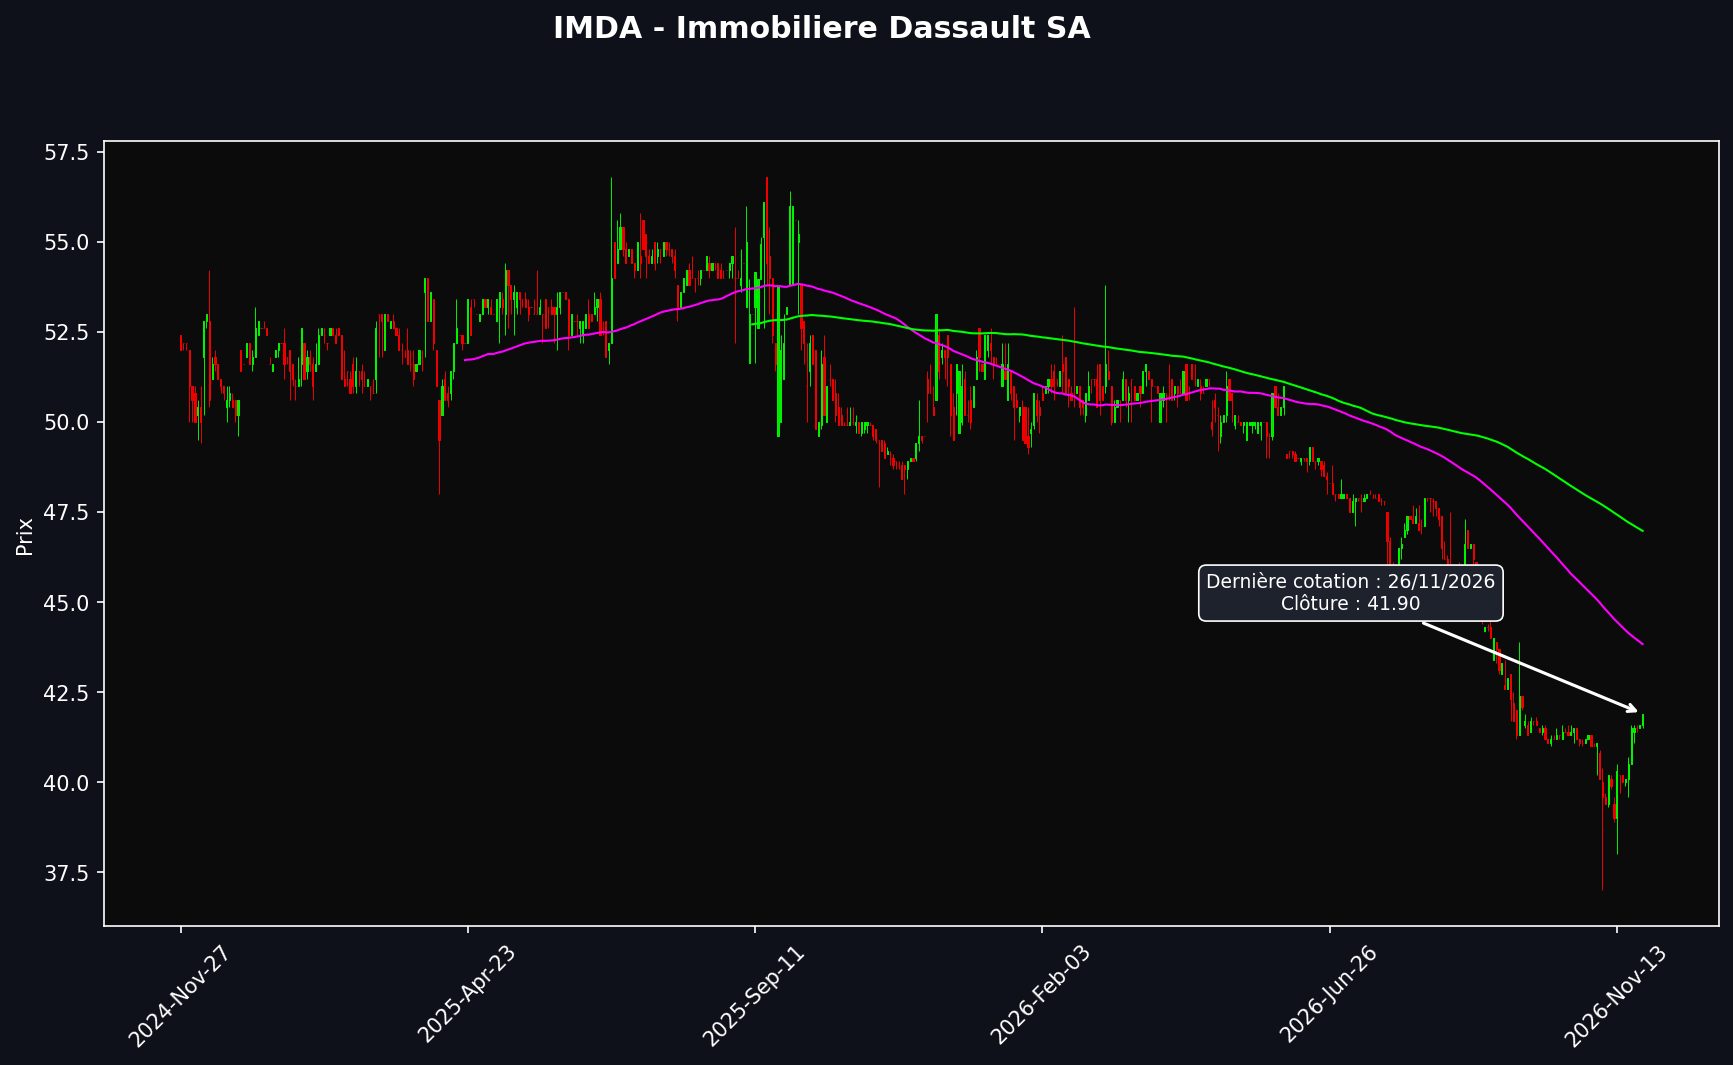 IMDA - Immobiliere Dassault SA
57.5
55.0
52.5
50.0
47.5
45.0
42.5
40.0
37.5
Prix
Dernière cotation : 26/11/2026
Clôture : 41.90
2024-Nov-27
2025-Apr-23
2025-Sep-11
2026-Feb-03
2026-Jun-26
2026-Nov-13